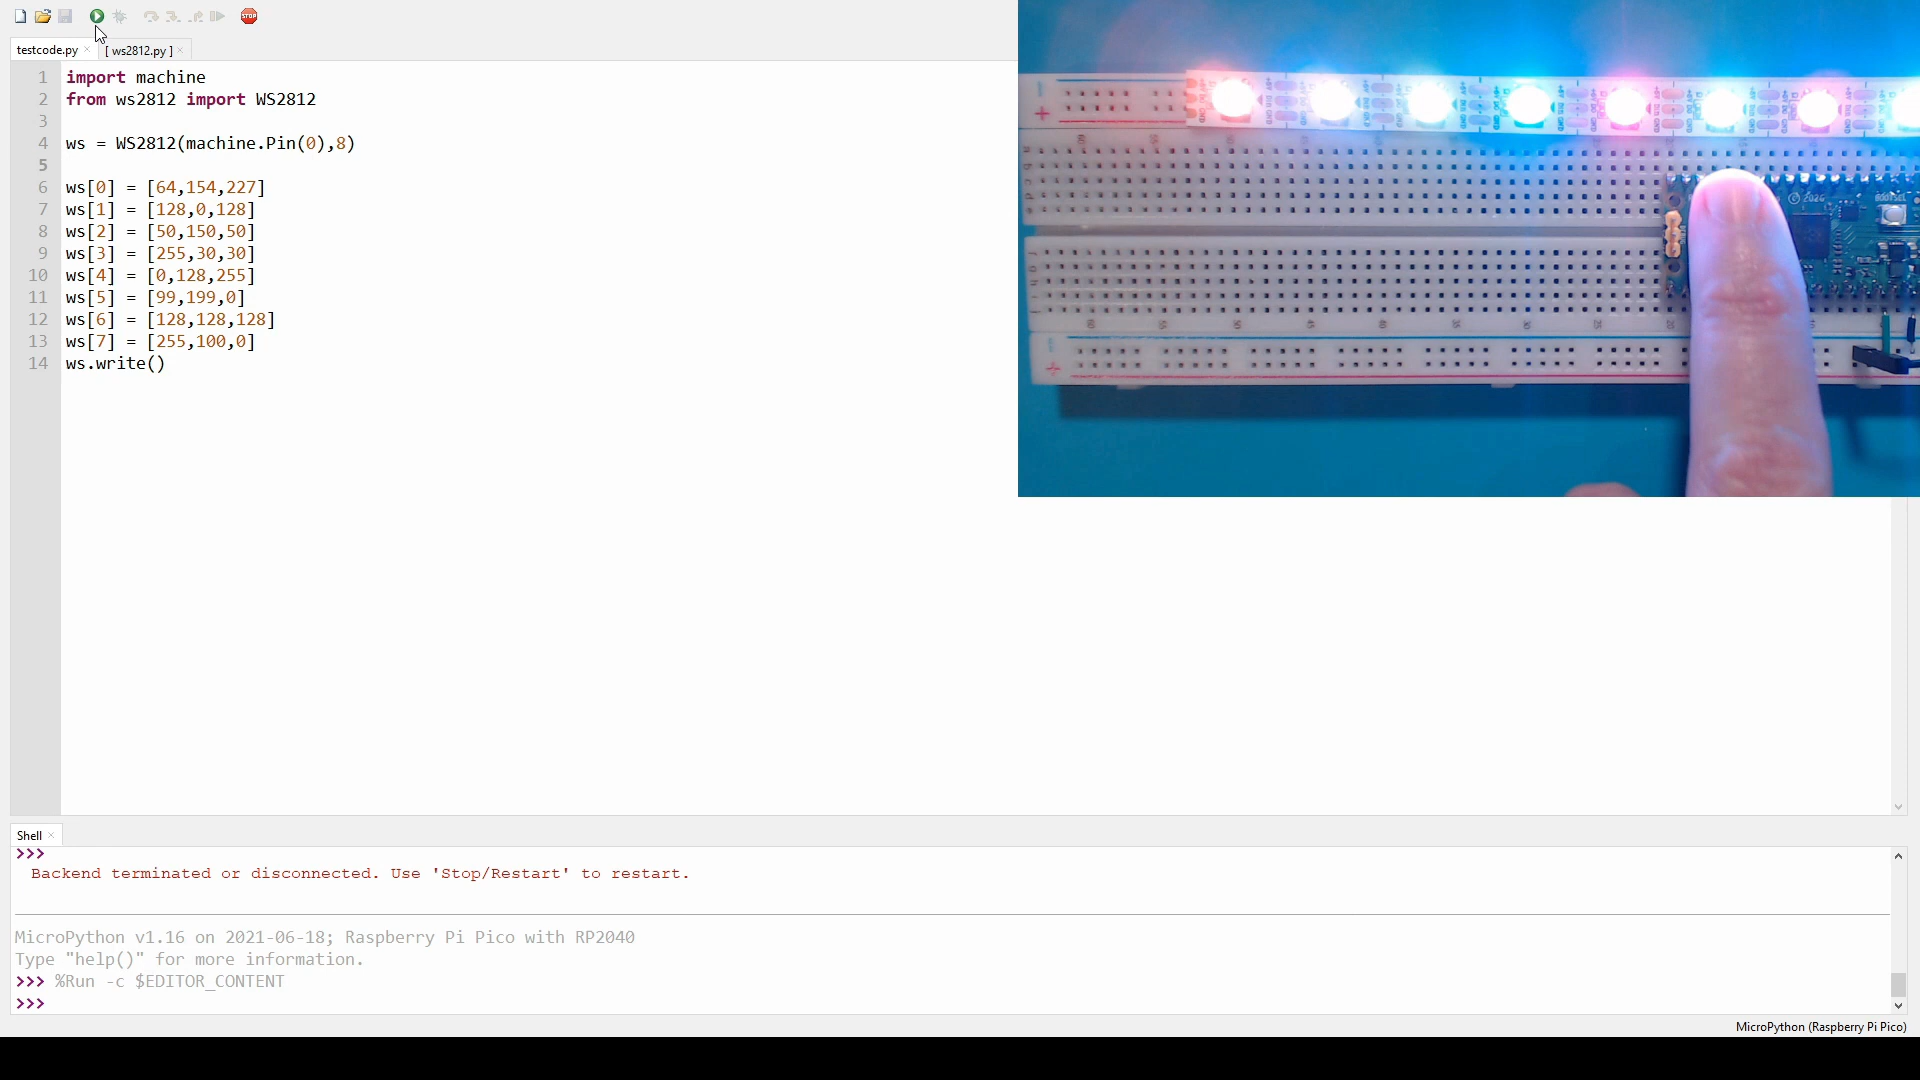 testcode.py
[ ws2812.py ]
1 import machine
2 from ws2812 import WS2812
3
4 ws = WS2812(machine.Pin(0),8)
5
6 ws[0] = [64,154,227]
7 ws[1] = [128,0,128]
8 ws[2] = [50,150,50]
9 ws[3] = [255,30,30]
10 ws[4] = [0,128,255]
11 ws[5] = [99,199,0]
12 ws[6] = [128,128,128]
13 ws[7] = [255,100,0]
14 ws.write()
STOP
BOOTSEL
Shell
>>>
Backend terminated or disconnected. Use 'Stop/Restart' to restart.
MicroPython v1.16 on 2021-06-18; Raspberry Pi Pico with RP2040
Type "help()" for more information.
>>> %Run -c $EDITOR_CONTENT
>>>
MicroPython (Raspberry Pi Pico)